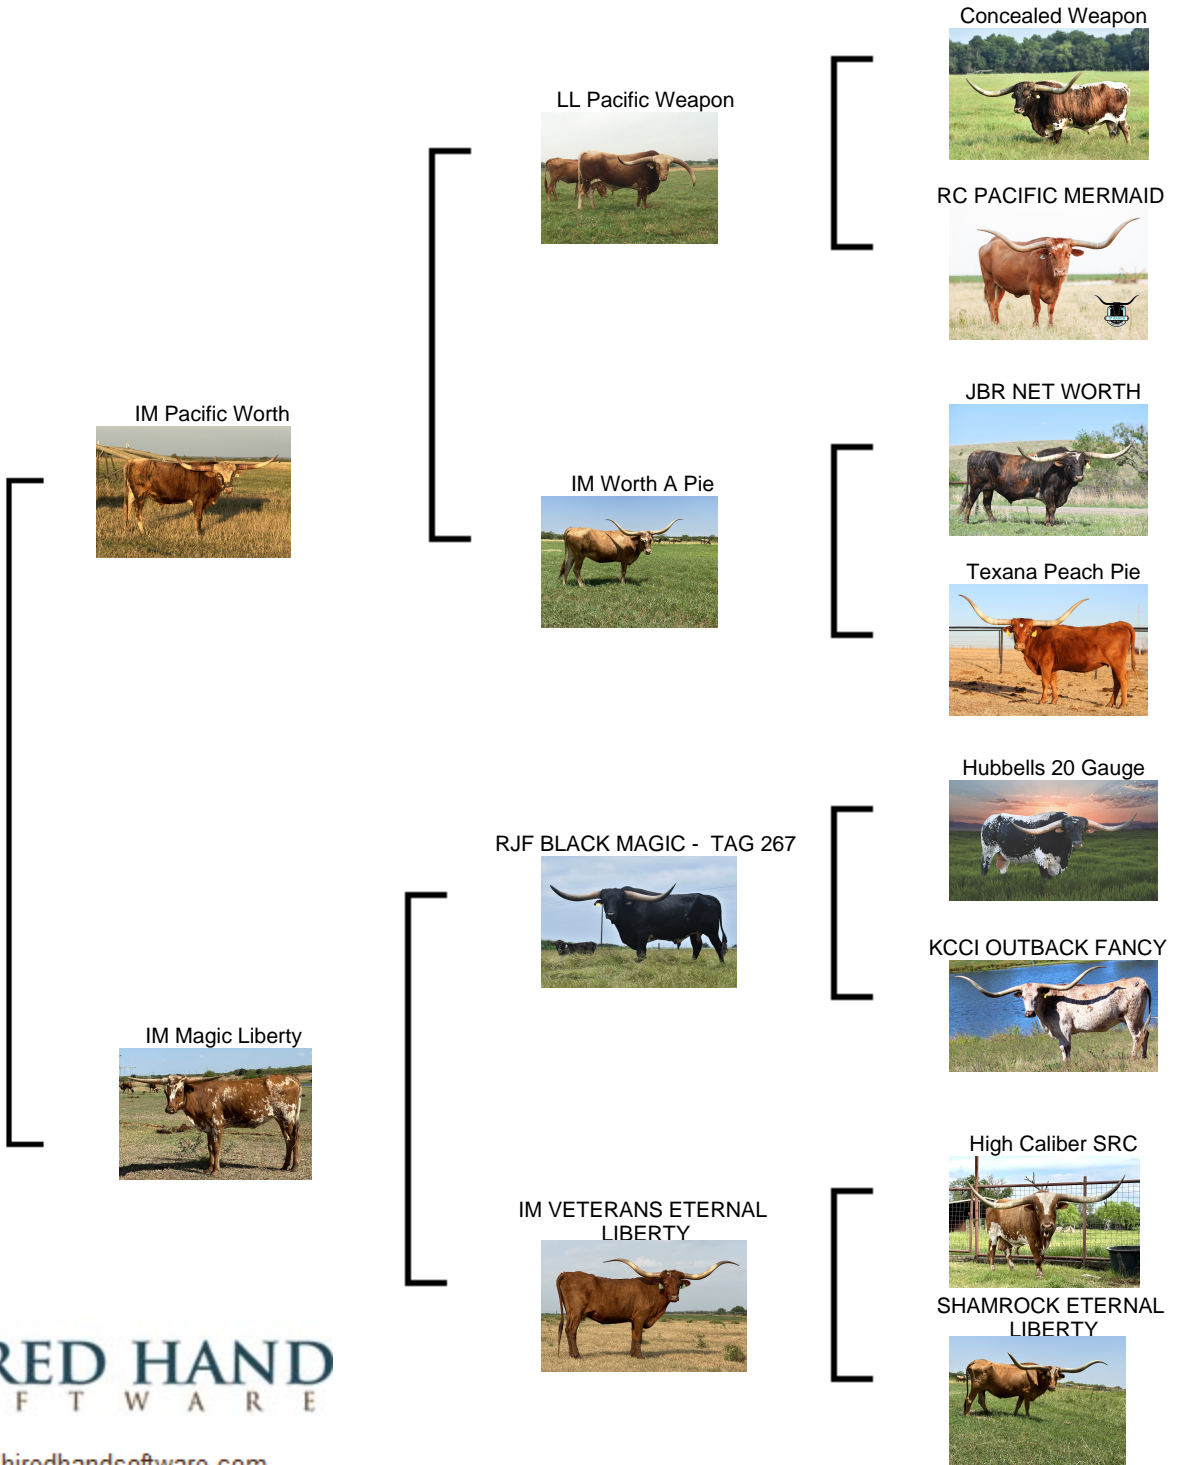 Concealed Weapon
LL Pacific Weapon
RC PACIFIC MERMAID
JBR NET WORTH
IM Pacific Worth
IM Worth A Pie
Texana Peach Pie
Hubbells 20 Gauge
RJF BLACK MAGIC - TAG 267
KCCI OUTBACK FANCY
IM Magic Liberty
High Caliber SRC
IM VETERANS ETERNAL
LIBERTY
SHAMROCK ETERNAL
LIBERTY
RED HAND
F T W A R E
hiredhandsoftware.com